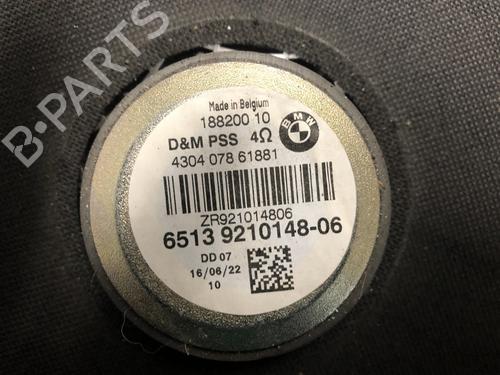 Made in Belgium
188200 10
D&M PSS 4Ω
BMW
4304 078 61881
ZR921014806
6513 9210148-06
DD 07
16/06/22
10
B-PARTS